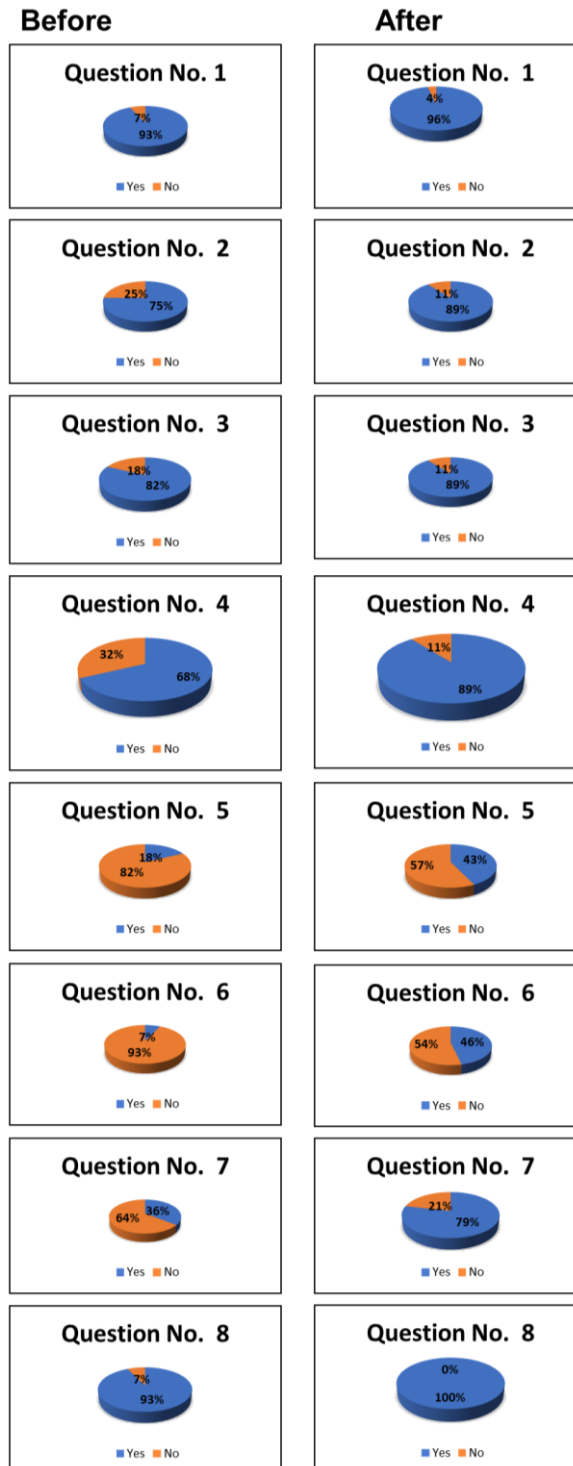 Before After
Question No. 1
7%
93%
Yes No
Question No. 1
4%
96%
Yes No
Question No. 2
25%
75%
Yes No
Question No. 2
11%
89%
Yes No
Question No. 3
18%
82%
Yes No
Question No. 3
11%
89%
Yes No
Question No. 4
32%
68%
Yes No
Question No. 4
11%
89%
Yes No
Question No. 5
18%
82%
Yes No
Question No. 5
57% 43%
Yes No
Question No. 6
7%
93%
Yes No
Question No. 6
54% 46%
Yes No
Question No. 7
64% 36%
Yes No
Question No. 7
21%
79%
Yes No
Question No. 8
7%
93%
Yes No
Question No. 8
0%
100%
Yes No